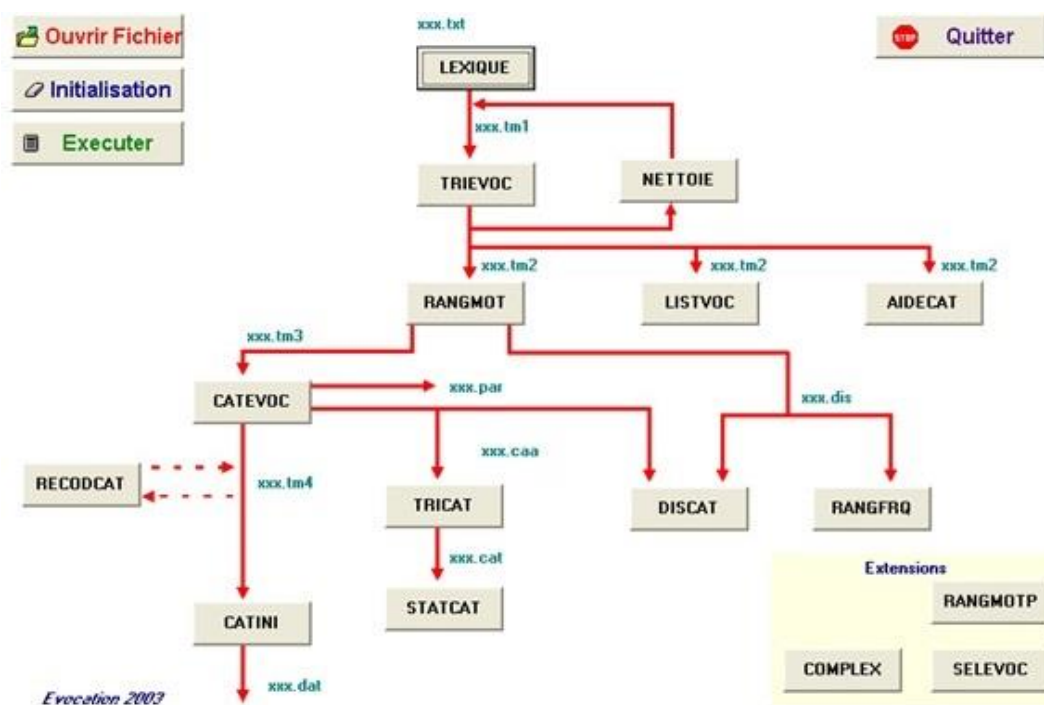 xxx.txt
Ouvrir Fichier
Quitter
LEXIQUE
Initialisation
xxx.tm1
Executer
TRIEVOC
NETTOIE
xxx.tm2
xxx.tm2
xxx.tm2
RANGMOT
LISTVOC
AIDECAT
xxx.tm3
xxx.par
CATEVOC
xxx.dis
xxx.caa
RECODCAT
xxx.tm4
TRICAT
DISCAT
RANGFRQ
xxx.cat
Extensions
STATCAT
RANGMOTP
CATINI
COMPLEX
SELEVOC
xxx.dat
Evocation 2003
STOP